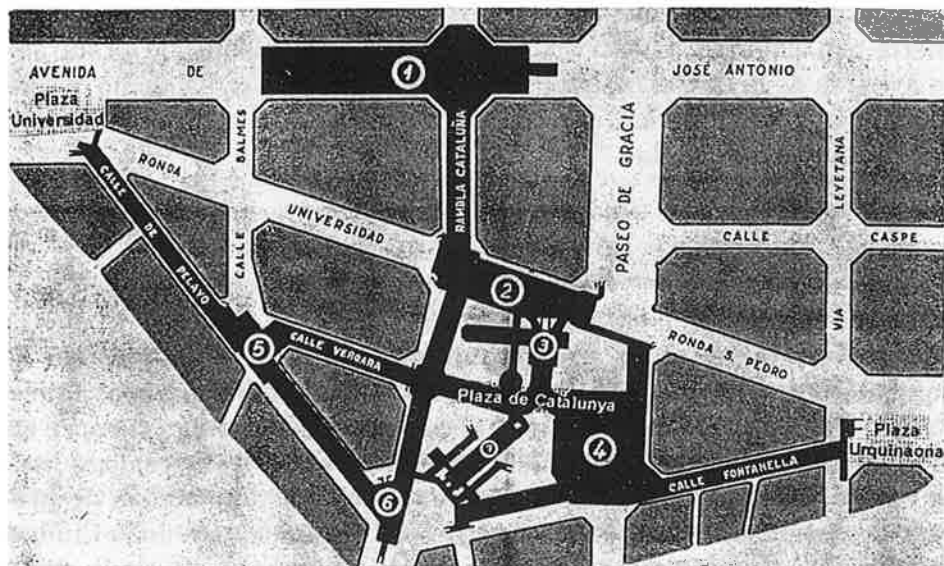 AVENIDA DE JOSÉ ANTONIO
Plaza
Universidad
RONDA
UNIVERSIDAD
CALLE
BALMES
RAMBLA CATALUÑA
PASEO DE GRACIA
VIA
LEYETANA
CALLE CASPE
CALLE
DE
PELAYO
CALLE VERGARA
RONDA S. PEDRO
Plaza de Catalunya
Plaza
Urquinaona
CALLE FONTANELLA
1
2
3
4
5
6